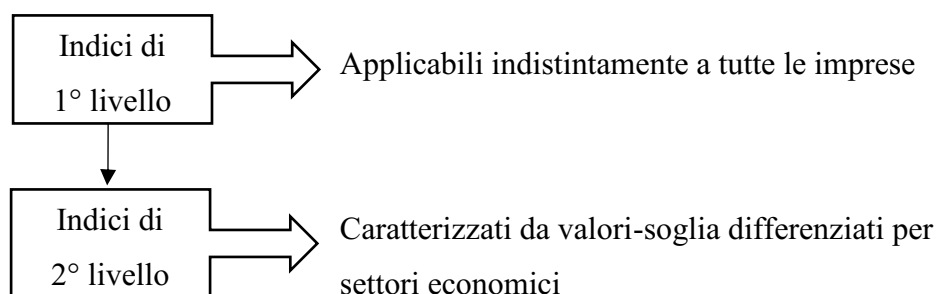 Indici di
1° livello
Applicabili indistintamente a tutte le imprese
Indici di
2° livello
Caratterizzati da valori-soglia differenziati per
settori economici